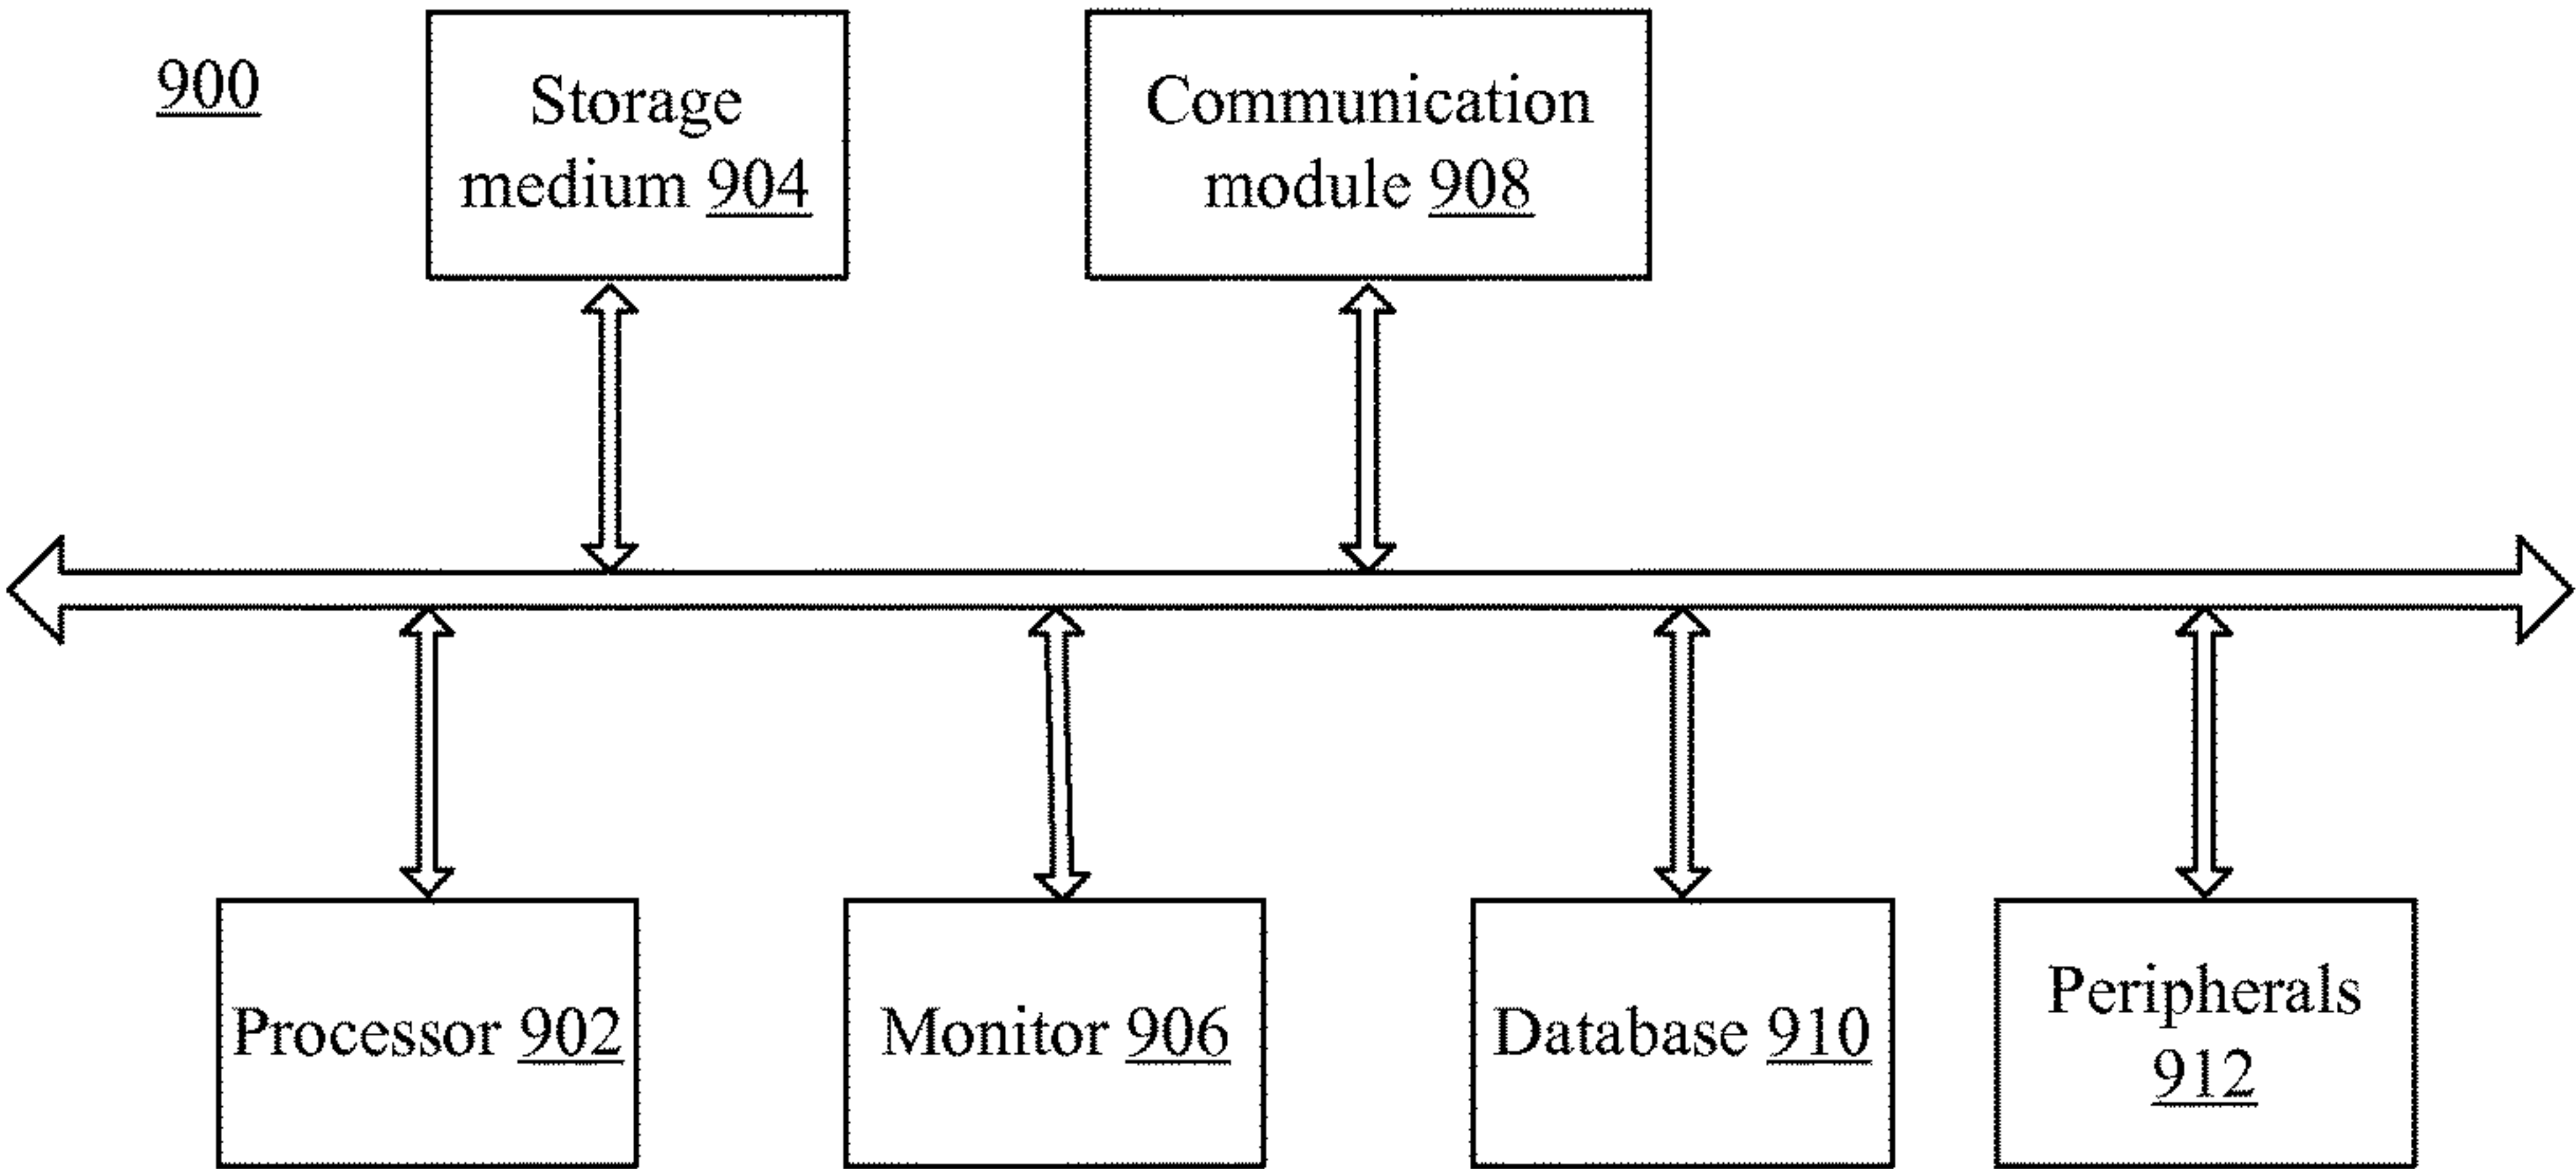 900
Storage
medium 904
Communication
module 908
Processor 902
Monitor 906
Database 910
Peripherals
912